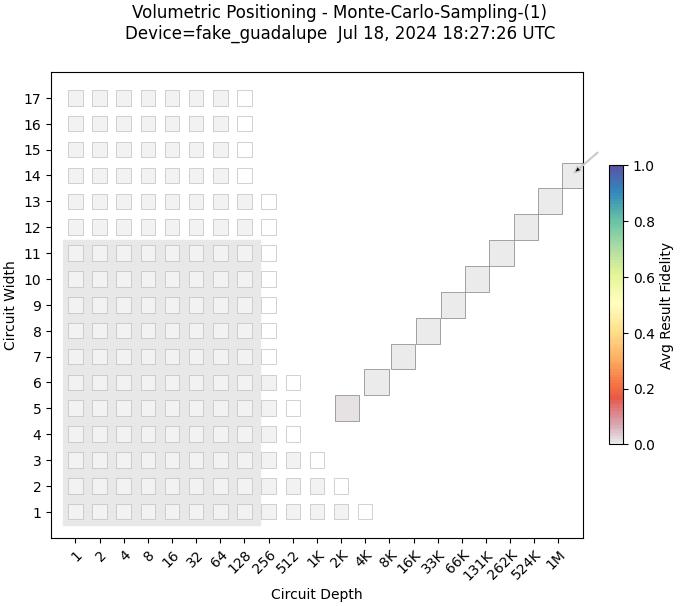 Volumetric Positioning - Monte-Carlo-Sampling-(1)
Device=fake_guadalupe  Jul 18, 2024 18:27:26 UTC
17
16
15
14
13
12
11
10
9
8
7
6
5
4
3
2
1
Circuit Width
1
2
4
8
16
32
64
128
256
512
1K
2K
4K
8K
16K
33K
66K
131K
262K
524K
1M
Circuit Depth
1.0
0.8
0.6
0.4
0.2
0.0
Avg Result Fidelity